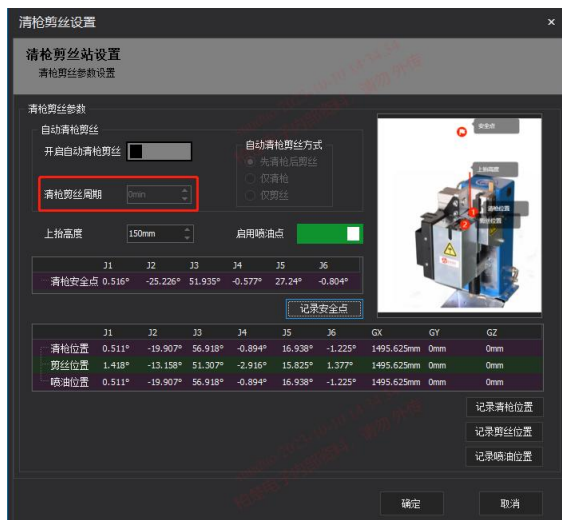 清枪剪丝设置 ×
清枪剪丝站设置
清枪剪丝参数设置
清枪剪丝参数
自动清枪剪丝
开启自动清枪剪丝
自动清枪剪丝方式
先清枪后剪丝
仅清枪
仅剪丝
清枪剪丝周期 0min
上抬高度 150mm 启用喷油点
安全点
上抬高度
清枪位置
1
剪丝位置
2
J1 J2 J3 J4 J5 J6
清枪安全点 0.516° -25.226° 51.935° -0.577° 27.24° -0.804°
记录安全点
J1 J2 J3 J4 J5 J6 GX GY GZ
清枪位置 0.511° -19.907° 56.918° -0.894° 16.938° -1.225° 1495.625mm 0mm 0mm
剪丝位置 1.418° -13.158° 51.307° -2.916° 15.825° 1.377° 1495.625mm 0mm 0mm
喷油位置 0.511° -19.907° 56.918° -0.894° 16.938° -1.225° 1495.625mm 0mm 0mm
记录清枪位置
记录剪丝位置
记录喷油位置
确定 取消